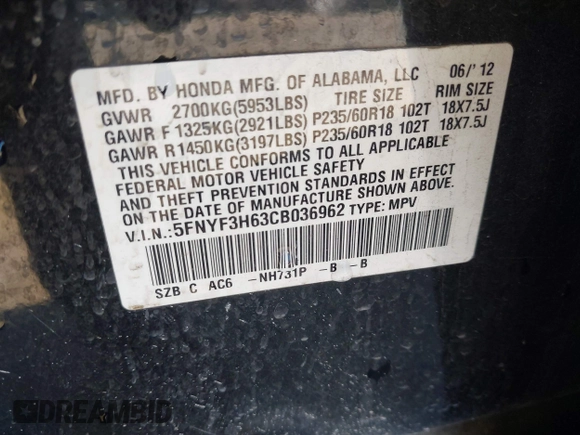 MFD. BY HONDA MFG. OF ALABAMA, LLC 06/'12
GVWR 2700KG(5953LBS) TIRE SIZE RIM SIZE
GAWR F 1325KG(2921LBS) P235/60R18 102T 18X7.5J
GAWR R1450KG(3197LBS) P235/60R18 102T 18X7.5J
THIS VEHICLE CONFORMS TO ALL APPLICABLE
FEDERAL MOTOR VEHICLE SAFETY
AND THEFT PREVENTION STANDARDS IN EFFECT
ON THE DATE OF MANUFACTURE SHOWN ABOVE.
V.I.N.:5FNYF3H63CB036962 TYPE: MPV
SZB C AC6 -NH731P -B -B
DREAMBID